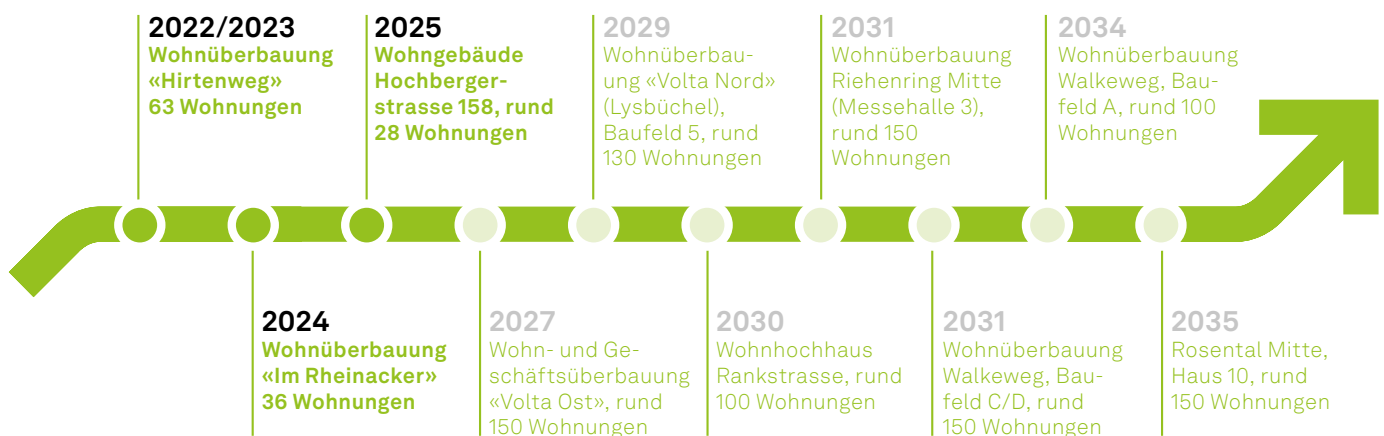 2022/2023
Wohnüberbauung
«Hirtenweg»
63 Wohnungen
2025
Wohngebäude
Hochberger-
strasse 158, rund
28 Wohnungen
2029
Wohnüberbau-
ung «Volta Nord»
(Lysbüchel),
Baufeld 5, rund
130 Wohnungen
2031
Wohnüberbauung
Riehenring Mitte
(Messehalle 3),
rund 150
Wohnungen
2034
Wohnüberbauung
Walkeweg, Bau-
feld A, rund 100
Wohnungen
2024
Wohnüberbauung
«Im Rheinacker»
36 Wohnungen
2027
Wohn- und Ge-
schäftsüberbauung
«Volta Ost», rund
150 Wohnungen
2030
Wohnhochhaus
Rankstrasse, rund
100 Wohnungen
2031
Wohnüberbauung
Walkeweg, Bau-
feld C/D, rund
150 Wohnungen
2035
Rosental Mitte,
Haus 10, rund
150 Wohnungen